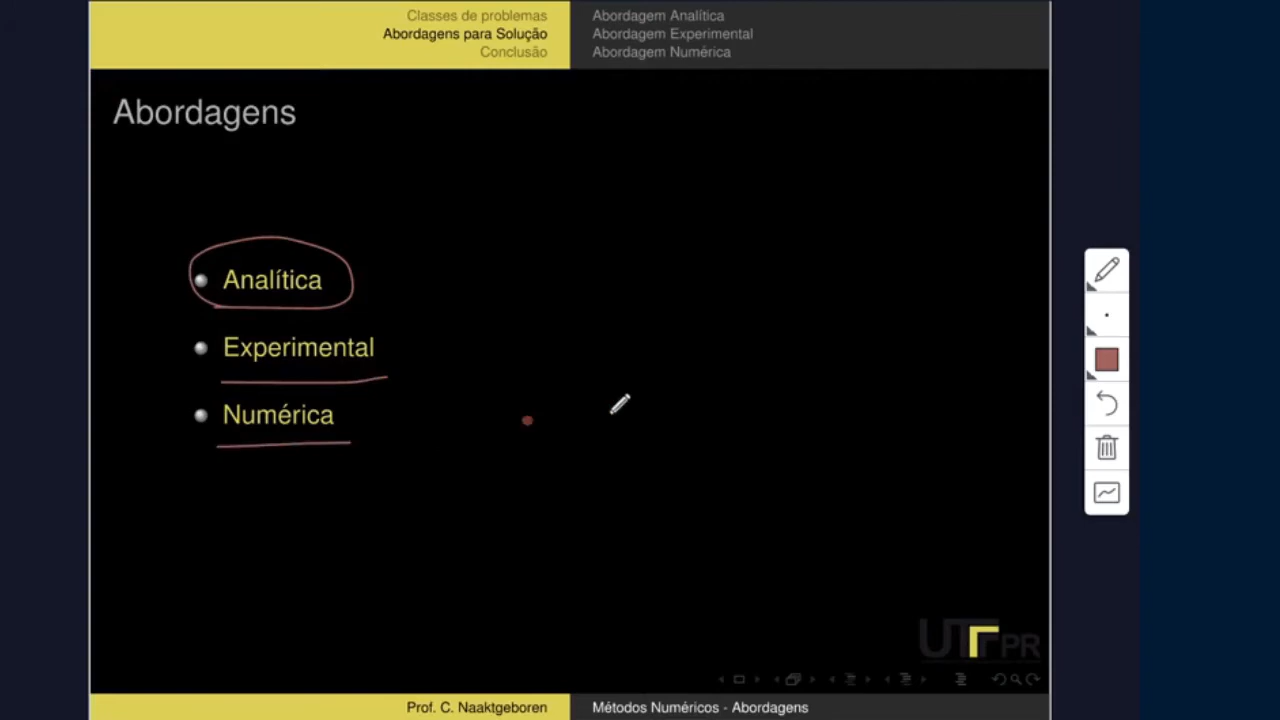 Classes de problemas
Abordagens para Solução
Conclusão
Abordagem Analítica
Abordagem Experimental
Abordagem Numérica
Abordagens
Analítica
Experimental
Numérica
UTFPR
Prof. C. Naaktgeboren
Métodos Numéricos - Abordagens